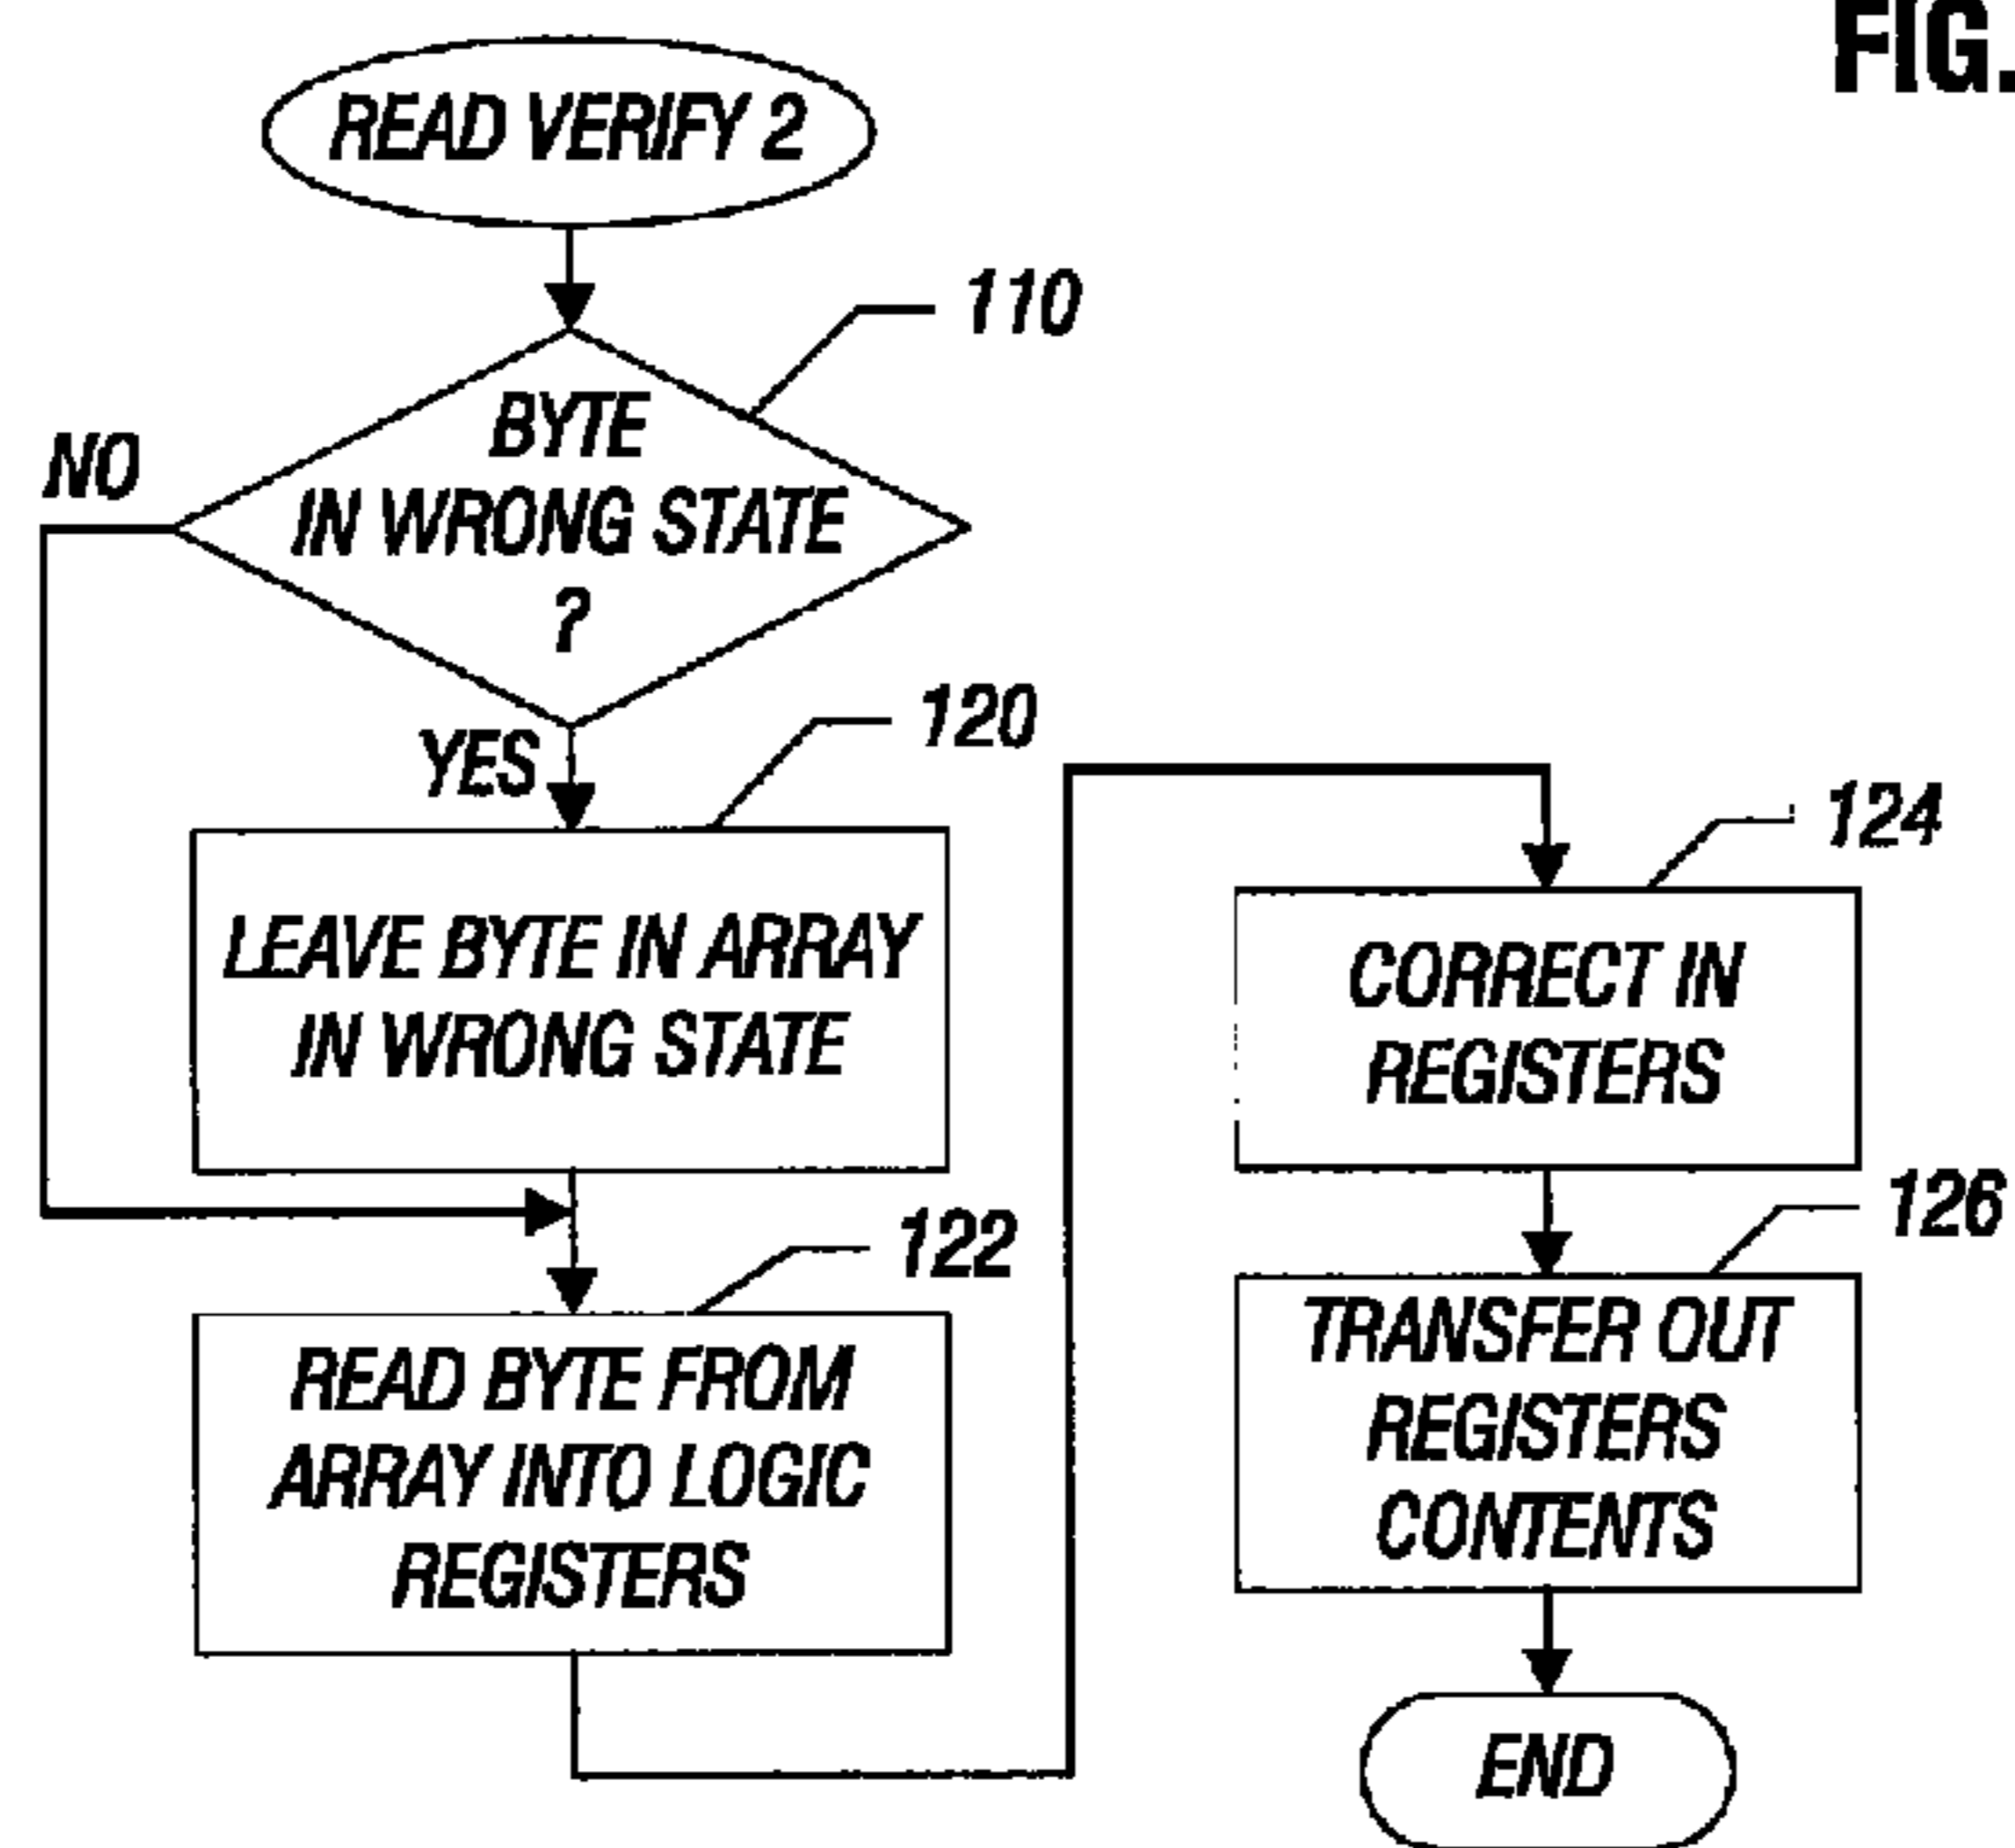 FIG.
READ VERIFY 2
110
BYTE
IN WRONG STATE
?
NO
YES
120
LEAVE BYTE IN ARRAY
IN WRONG STATE
122
READ BYTE FROM
ARRAY INTO LOGIC
REGISTERS
124
CORRECT IN
REGISTERS
126
TRANSFER OUT
REGISTERS
CONTENTS
END